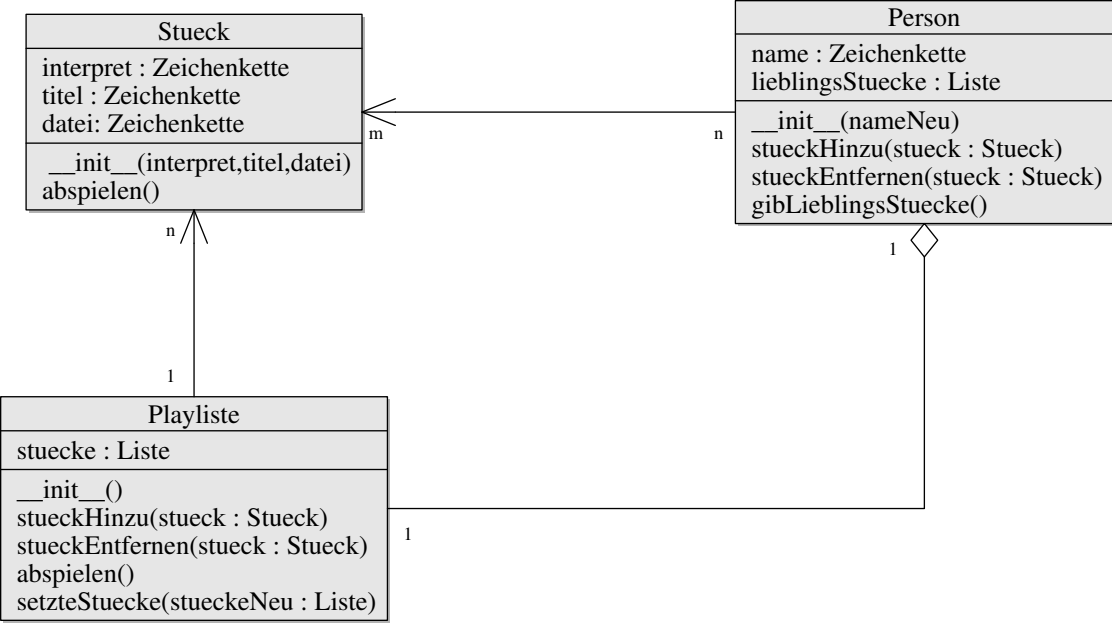 Stueck
interpret : Zeichenkette
titel : Zeichenkette
datei: Zeichenkette
__init__(interpret,titel,datei)
abspielen()
Person
name : Zeichenkette
lieblingsStuecke : Liste
__init__(nameNeu)
stueckHinzu(stueck : Stueck)
stueckEntfernen(stueck : Stueck)
gibLieblingsStuecke()
m
n
n
1
1
1
Playliste
stuecke : Liste
__init__()
stueckHinzu(stueck : Stueck)
stueckEntfernen(stueck : Stueck)
abspielen()
setzteStuecke(stueckeNeu : Liste)